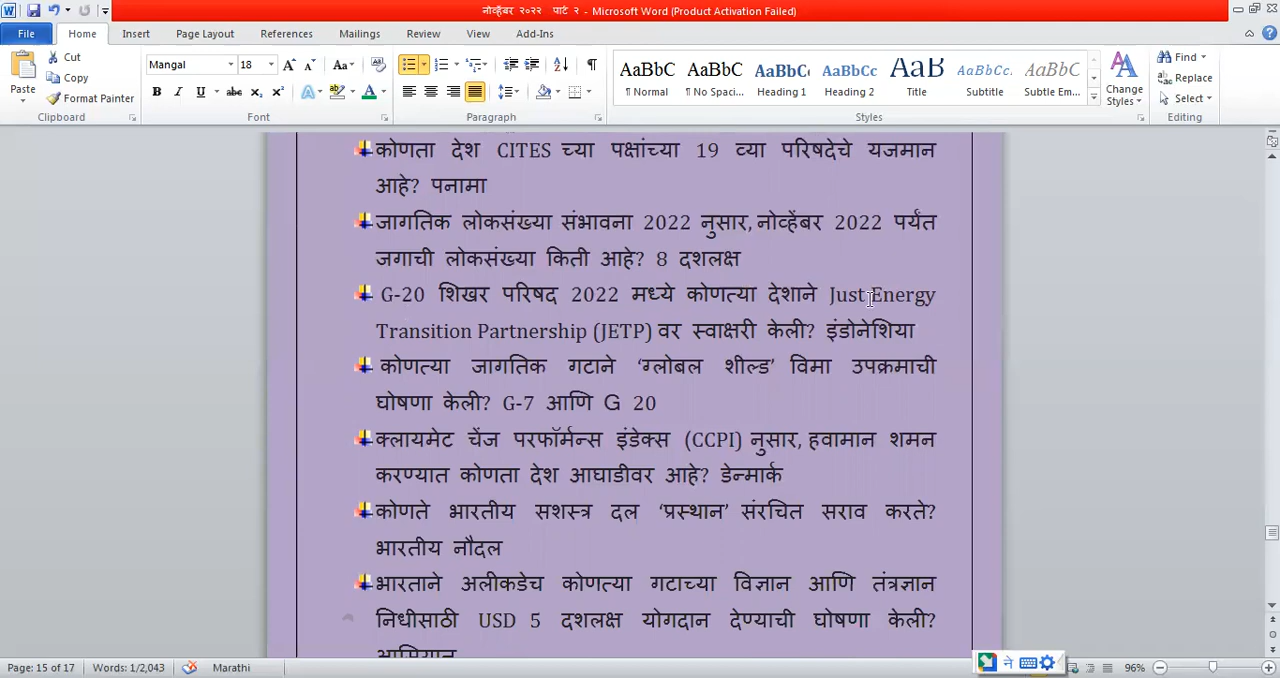 नोव्हेंबर २०२२ पार्ट २ - Microsoft Word (Product Activation Failed)
File Home Insert Page Layout References Mailings Review View Add-Ins
Paste
Cut
Copy
Format Painter
Clipboard
Mangal 18
Font
Paragraph
AaBbC AaBbC AaBbC AaBbCc AaB AaBbCc. AaBbC
¶ Normal ¶ No Spaci... Heading 1 Heading 2 Title Subtitle Subtle Em...
Change Styles
Styles
Find
Replace
Select
Editing
कोणता देश CITES च्या पक्षांच्या 19 व्या परिषदेचे यजमान
आहे? पनामा
जागतिक लोकसंख्या संभावना 2022 नुसार, नोव्हेंबर 2022 पर्यंत
जगाची लोकसंख्या किती आहे? 8 दशलक्ष
G-20 शिखर परिषद 2022 मध्ये कोणत्या देशाने Just Energy
Transition Partnership (JETP) वर स्वाक्षरी केली? इंडोनेशिया
कोणत्या जागतिक गटाने ‘ग्लोबल शील्ड’ विमा उपक्रमाची
घोषणा केली? G-7 आणि G 20
क्लायमेट चेंज परफॉर्मन्स इंडेक्स (CCPI) नुसार, हवामान शमन
करण्यात कोणता देश आघाडीवर आहे? डेन्मार्क
कोणते भारतीय सशस्त्र दल ‘प्रस्थान’ संरचित सराव करते?
भारतीय नौदल
भारताने अलीकडेच कोणत्या गटाच्या विज्ञान आणि तंत्रज्ञान
निधीसाठी USD 5 दशलक्ष योगदान देण्याची घोषणा केली?
आसियान
Page: 15 of 17 Words: 1/2,043 Marathi ने 96%